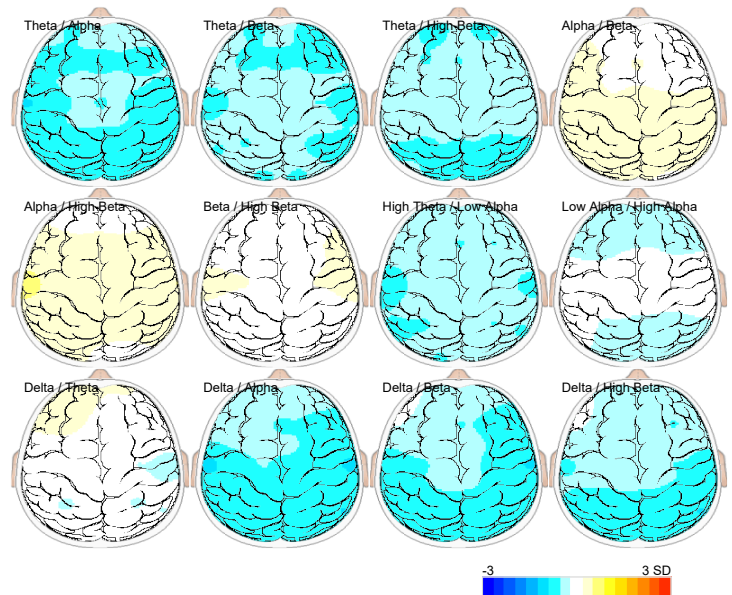 Theta / Alpha
Theta / Beta
Theta / High Beta
Alpha / Beta
Alpha / High Beta
Beta / High Beta
High Theta / Low Alpha
Low Alpha / High Alpha
Delta / Theta
Delta / Alpha
Delta / Beta
Delta / High Beta
-3
3 SD